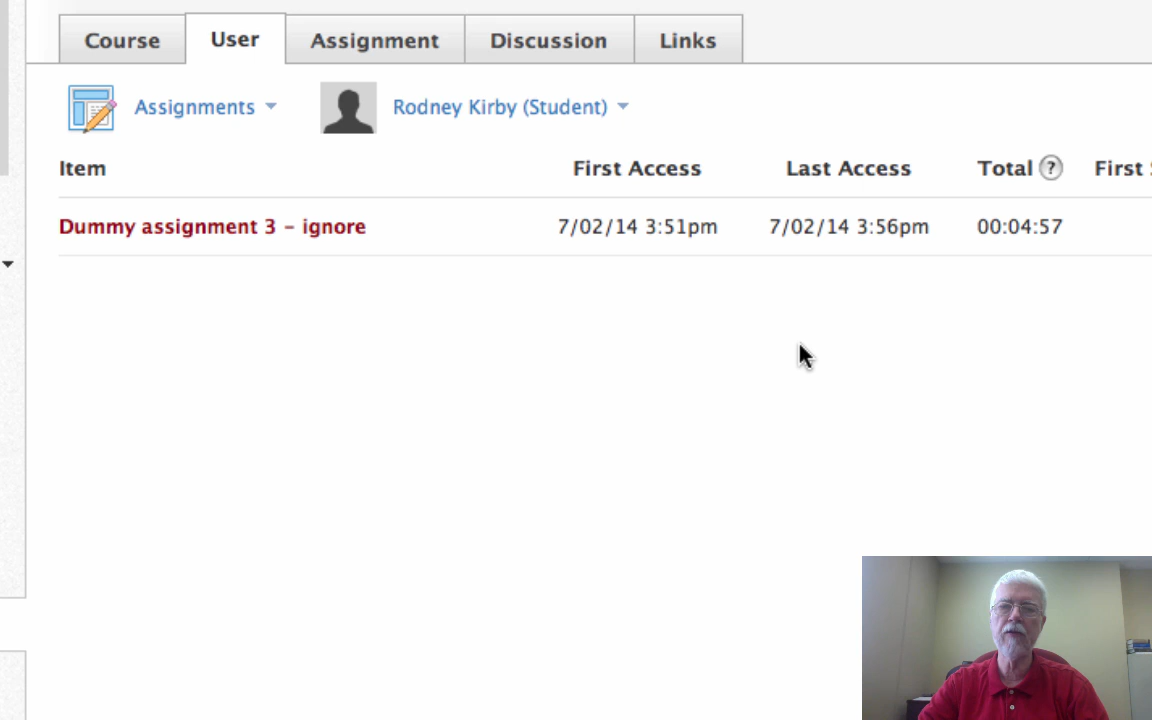 Course User Assignment Discussion Links
Assignments Rodney Kirby (Student)
Item First Access Last Access Total ? First
Dummy assignment 3 – ignore 7/02/14 3:51pm 7/02/14 3:56pm 00:04:57